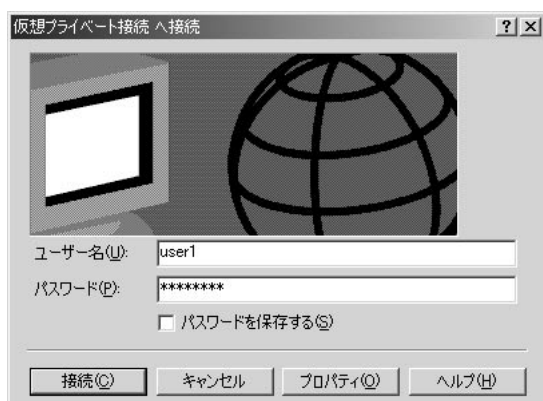 仮想プライベート接続 へ接続
ユーザー名(U): user1
パスワード(P): ********
パスワードを保存する(S)
接続(C) キャンセル プロパティ(O) ヘルプ(H)